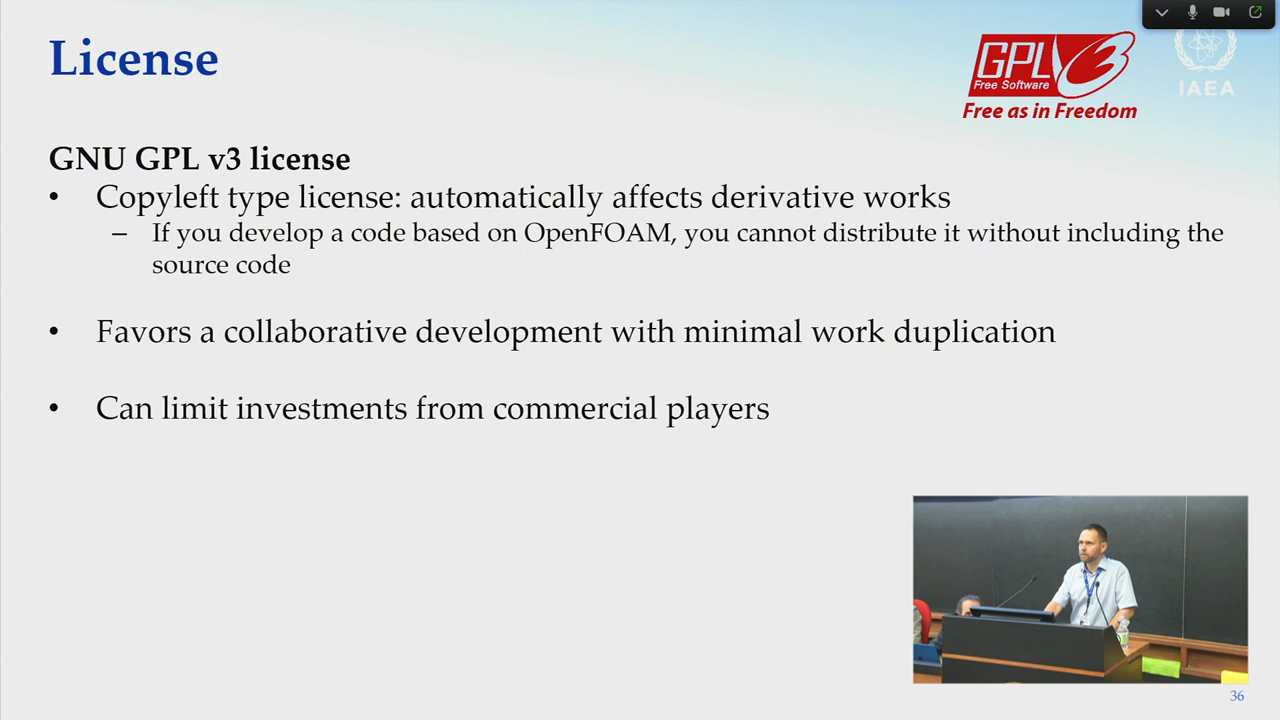 License
GPL3
Free Software
Free as in Freedom
IAEA
GNU GPL v3 license
• Copyleft type license: automatically affects derivative works
– If you develop a code based on OpenFOAM, you cannot distribute it without including the
source code
• Favors a collaborative development with minimal work duplication
• Can limit investments from commercial players
36